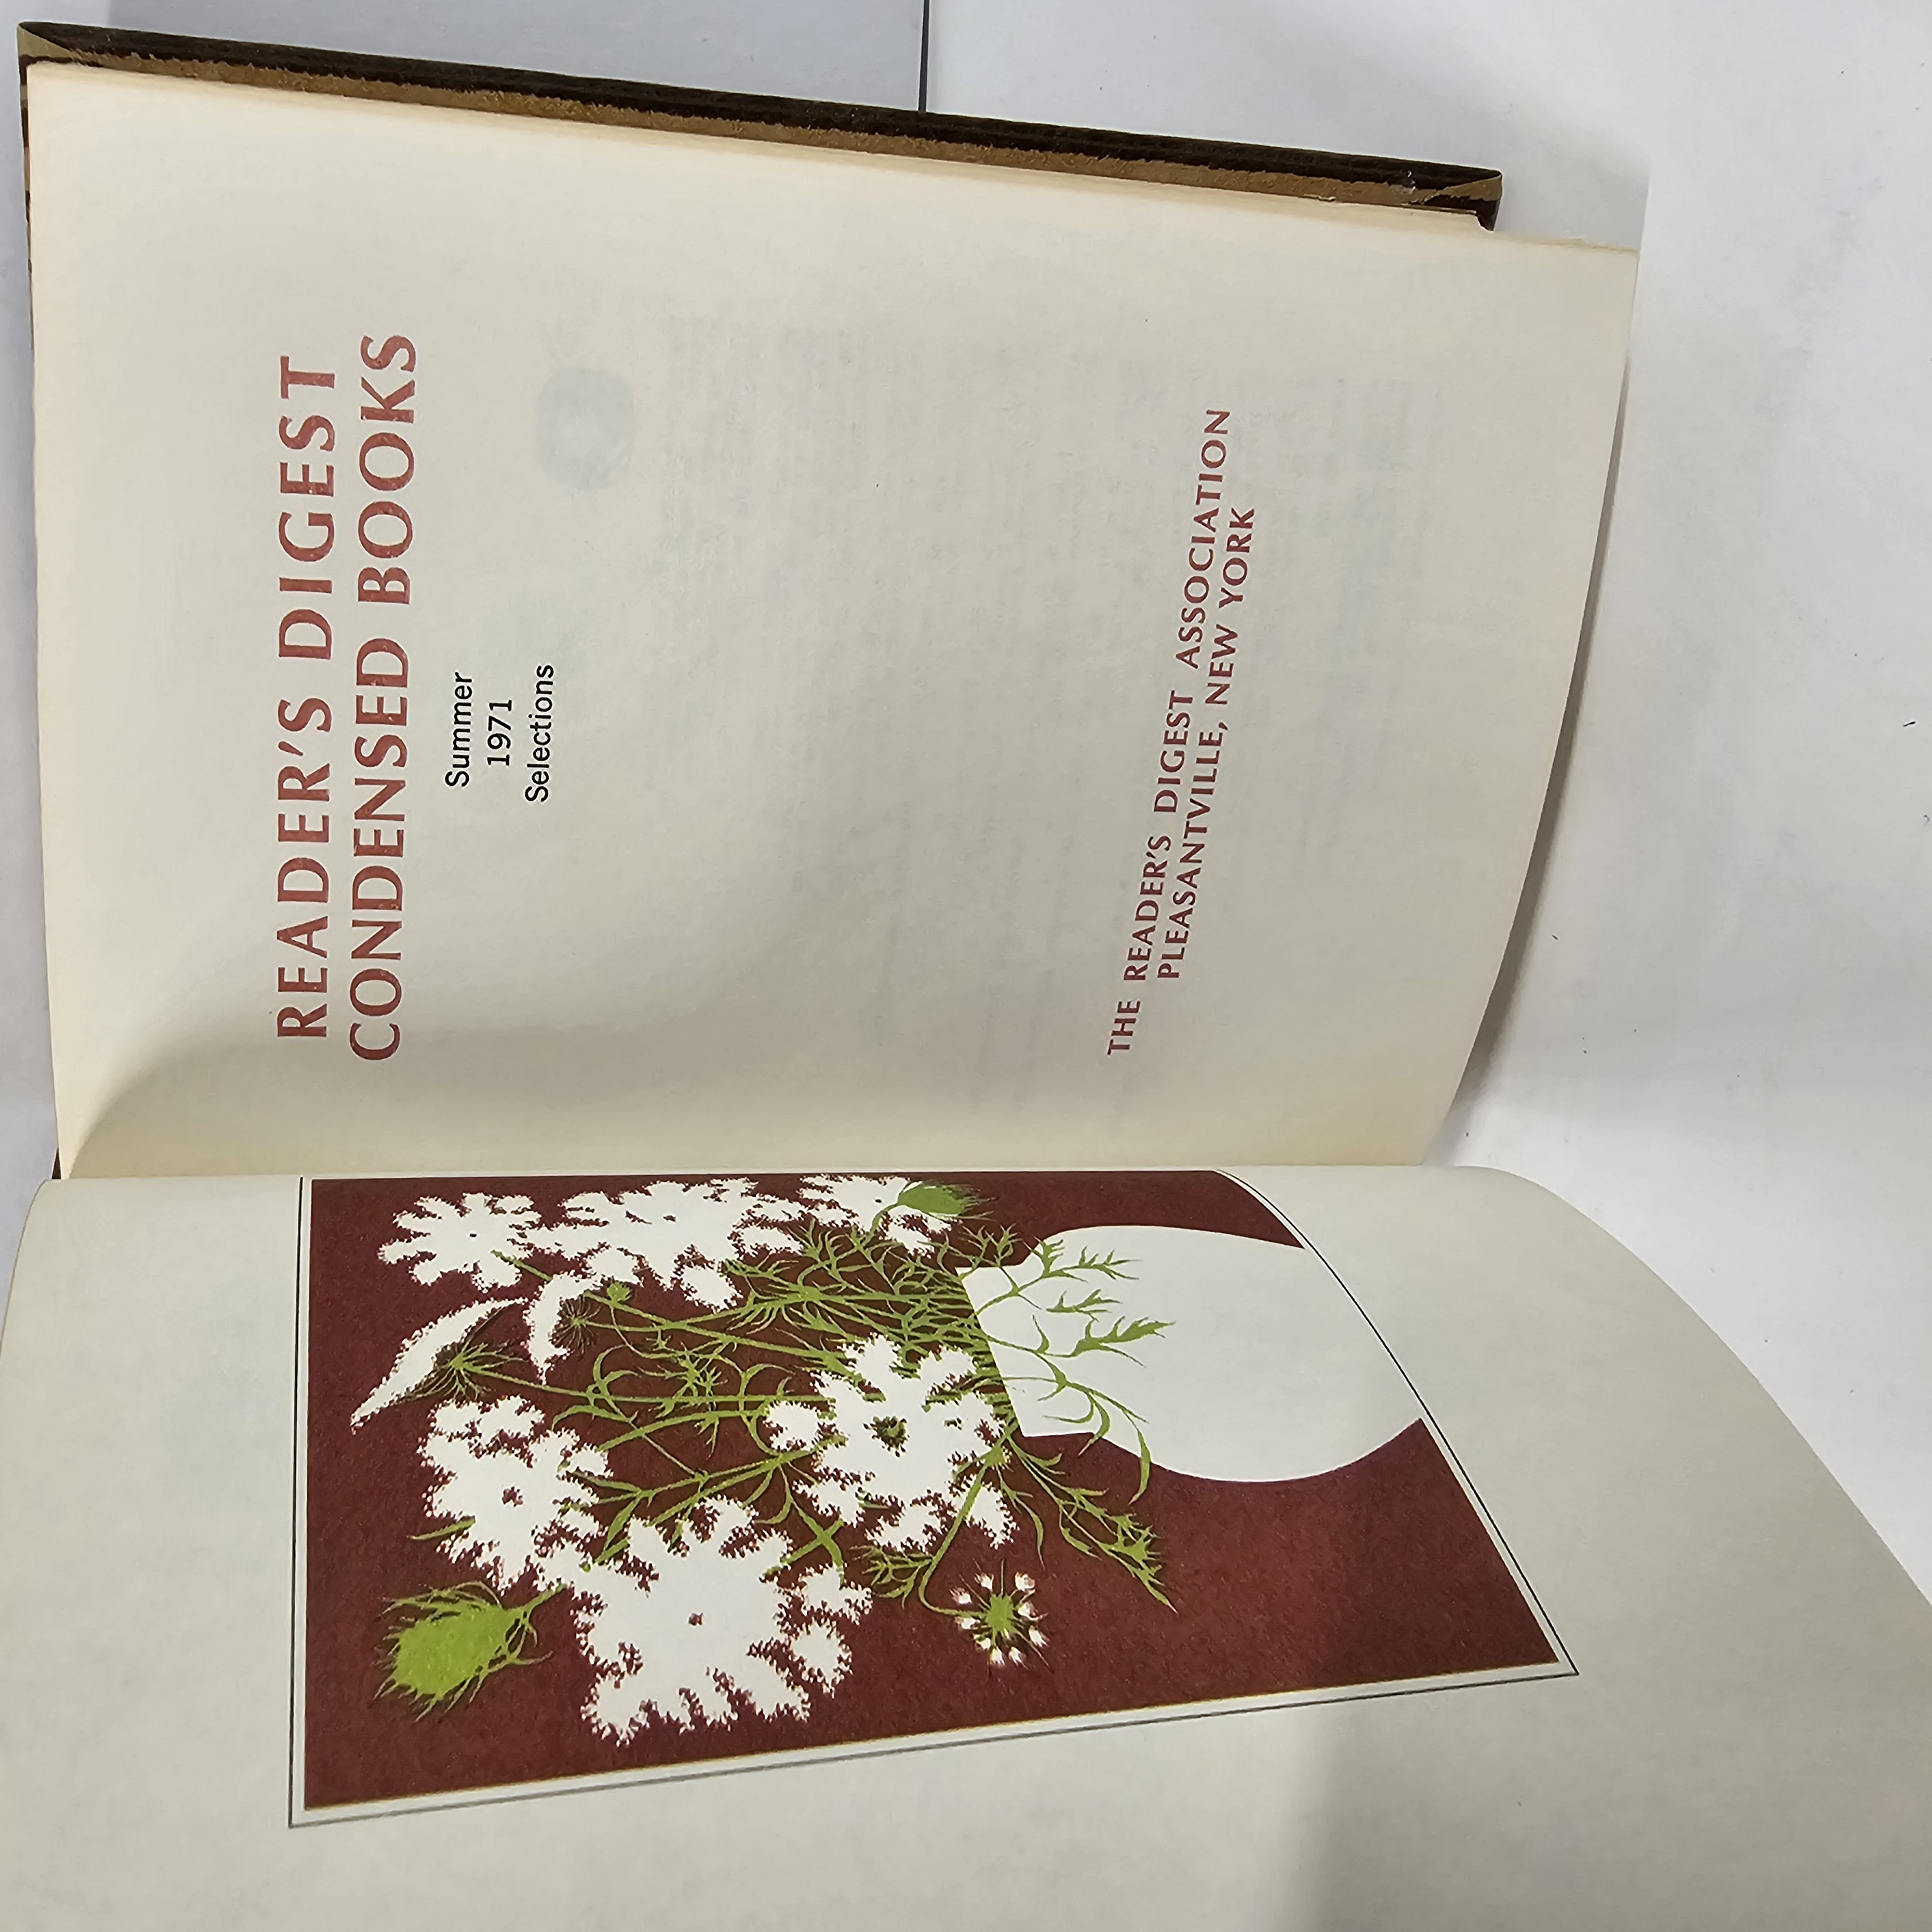 READER'S DIGEST
CONDENSED BOOKS
Summer
1971
Selections
THE READER'S DIGEST ASSOCIATION
PLEASANTVILLE, NEW YORK